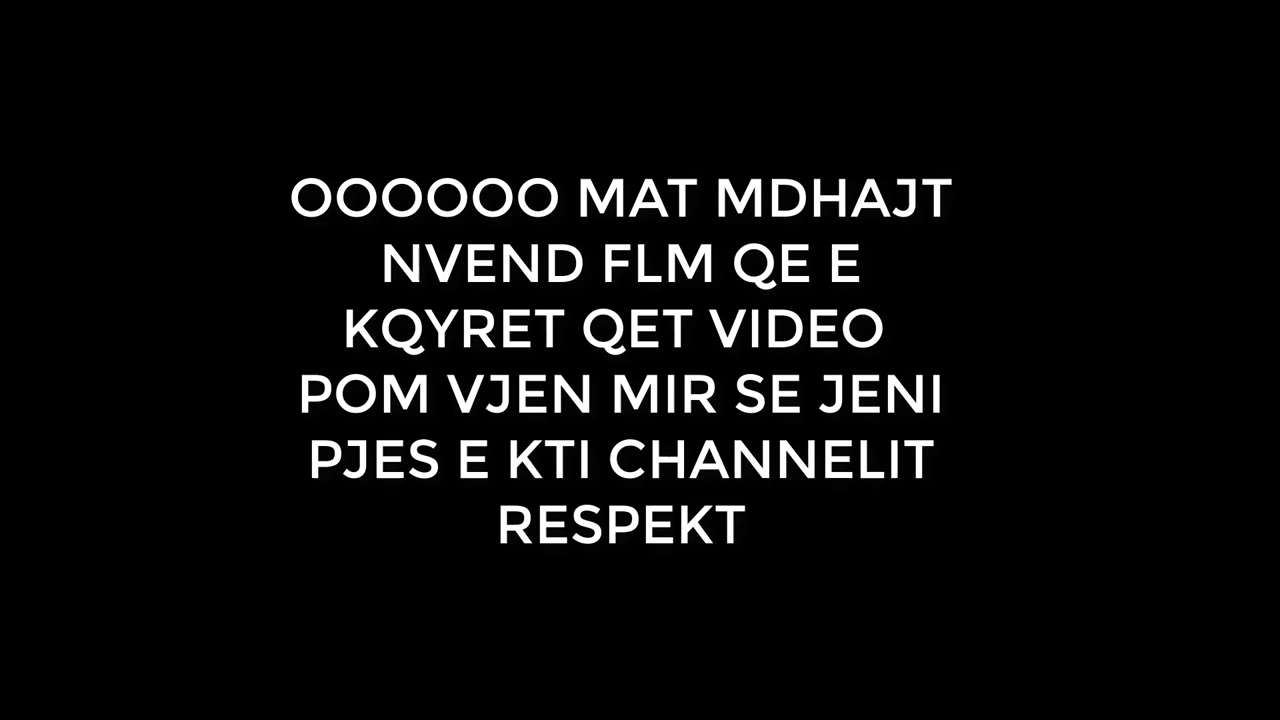 OOOOOO MAT MDHAJT
NVEND FLM QE E
KQYRET QET VIDEO
POM VJEN MIR SE JENI
PJES E KTI CHANNELIT
RESPEKT